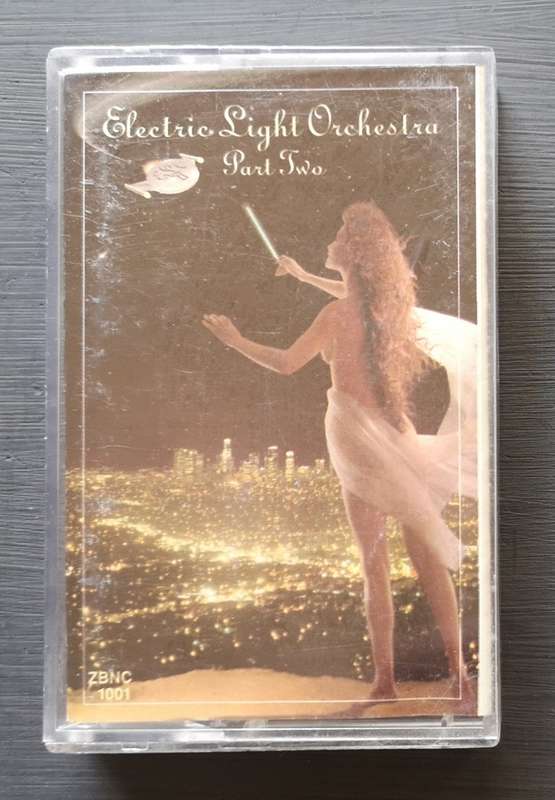 Electric Light Orchestra
Part Two
ZBNC
1001